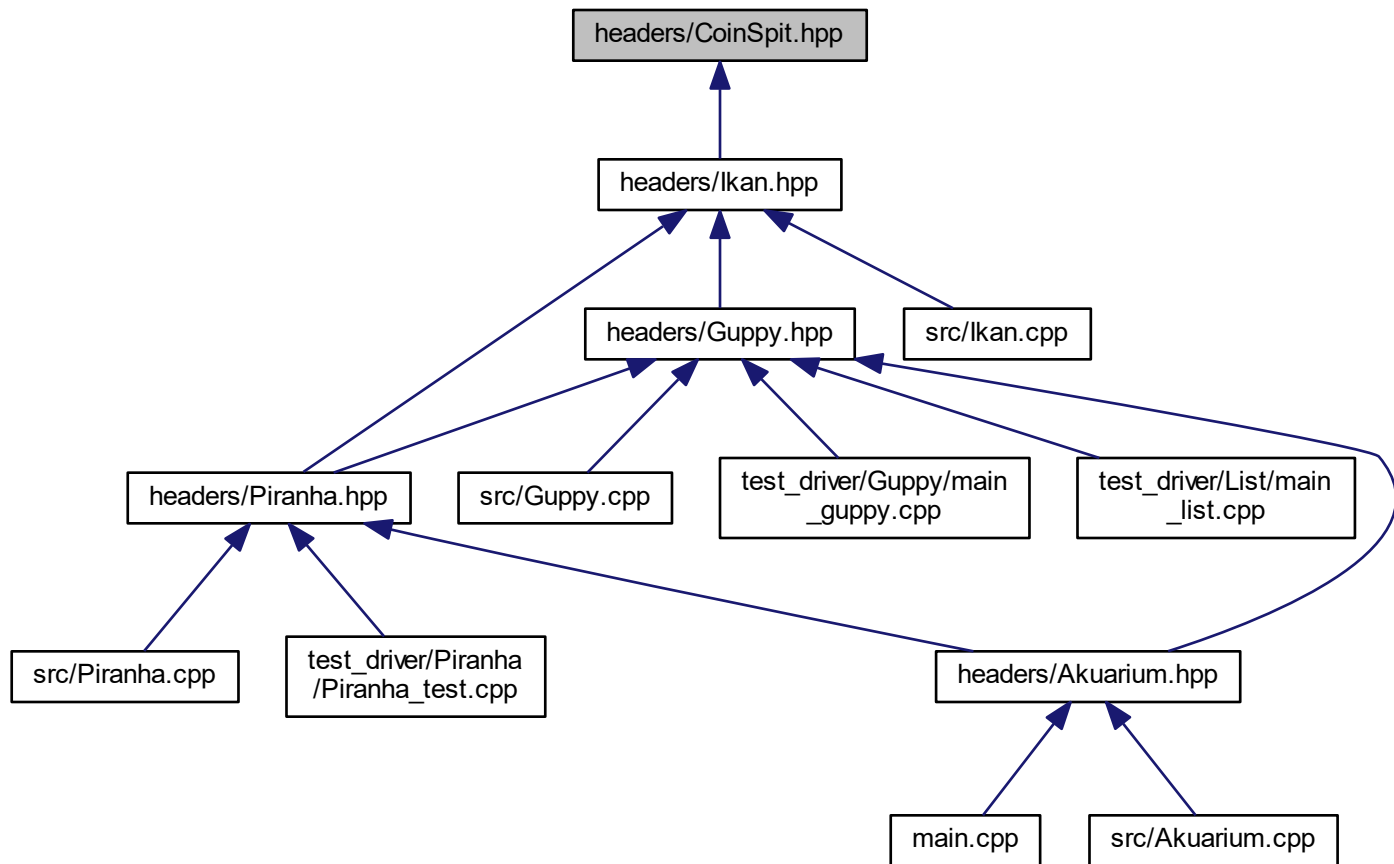 headers/CoinSpit.hpp
headers/Ikan.hpp
headers/Guppy.hpp
src/Ikan.cpp
headers/Piranha.hpp
src/Guppy.cpp
test_driver/Guppy/main
_guppy.cpp
test_driver/List/main
_list.cpp
src/Piranha.cpp
test_driver/Piranha
/Piranha_test.cpp
headers/Akuarium.hpp
main.cpp
src/Akuarium.cpp